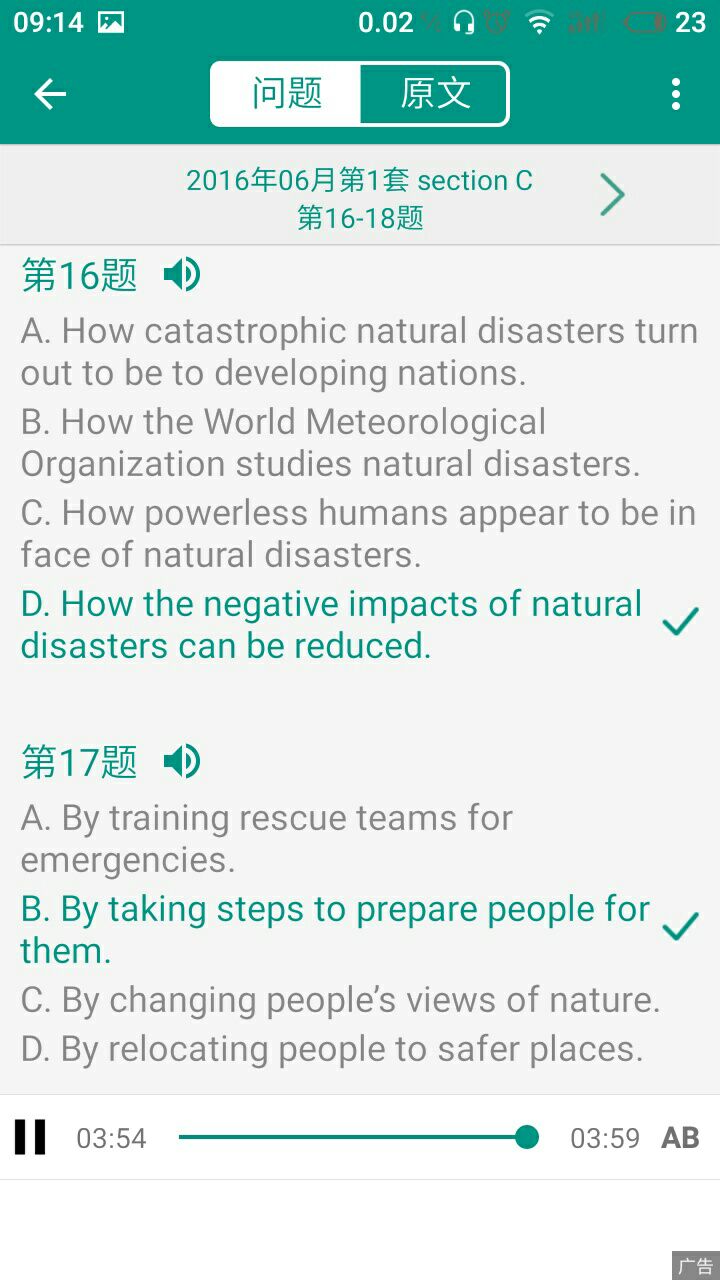 09:14
0.02
23
问题
原文
2016年06月第1套 section C
第16-18题
第16题
A. How catastrophic natural disasters turn
out to be to developing nations.
B. How the World Meteorological
Organization studies natural disasters.
C. How powerless humans appear to be in
face of natural disasters.
D. How the negative impacts of natural
disasters can be reduced.
第17题
A. By training rescue teams for
emergencies.
B. By taking steps to prepare people for
them.
C. By changing people’s views of nature.
D. By relocating people to safer places.
03:54
03:59
AB
广告